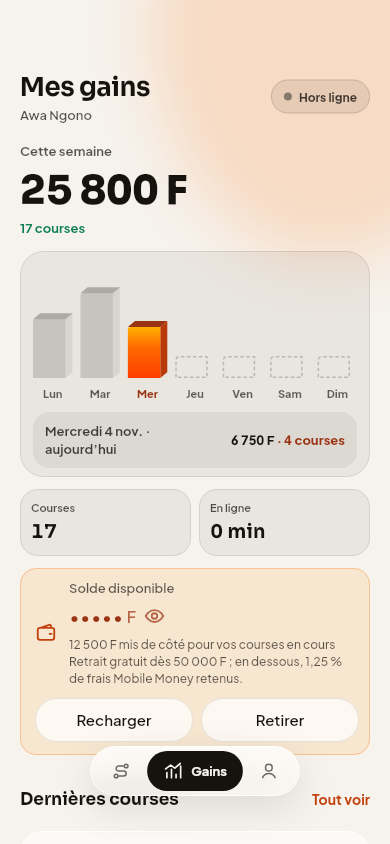 Mes gains
Hors ligne
Awa Ngono
Cette semaine
25 800 F
17 courses
Lun Mar Mer Jeu Ven Sam Dim
Mercredi 4 nov. ·
aujourd’hui
6 750 F · 4 courses
Courses
17
En ligne
0 min
Solde disponible
••••• F
12 500 F mis de côté pour vos courses en cours
Retrait gratuit dès 50 000 F ; en dessous, 1,25 %
de frais Mobile Money retenus.
Recharger
Retirer
Gains
Dernières courses
Tout voir